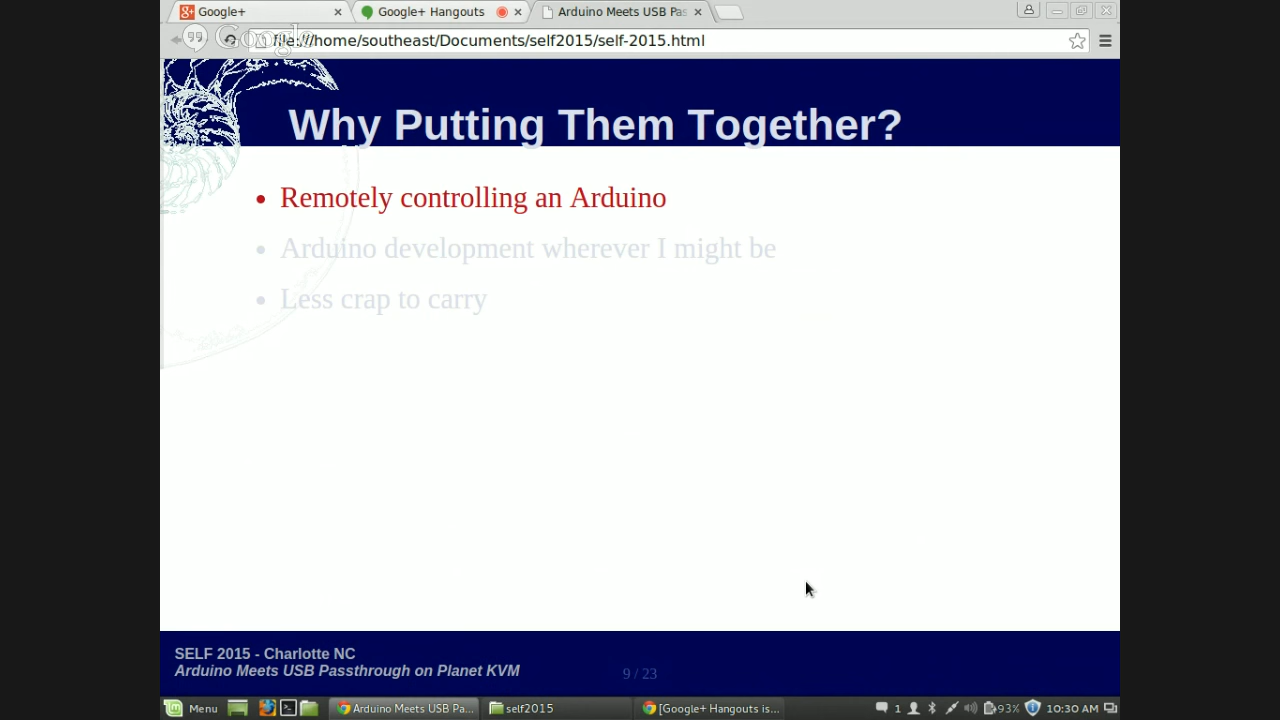 Google+
Google+ Hangouts
Arduino Meets USB Pas
Google
file:///home/southeast/Documents/self2015/self-2015.html
Why Putting Them Together?
• Remotely controlling an Arduino
• Arduino development wherever I might be
• Less crap to carry
SELF 2015 - Charlotte NC
Arduino Meets USB Passthrough on Planet KVM
9 / 23
Menu
Arduino Meets USB Pa...
self2015
[Google+ Hangouts is...
1
93%
10:30 AM